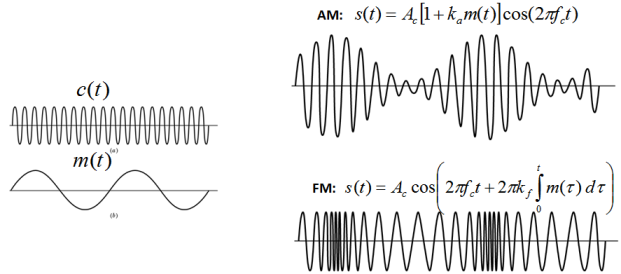 c(t)
(a)
m(t)
(b)
AM: s(t) = A_c[1 + k_a m(t)]cos(2πf_c t)
FM: s(t) = A_c cos(2πf_c t + 2πk_f ∫_0^t m(τ) dτ)